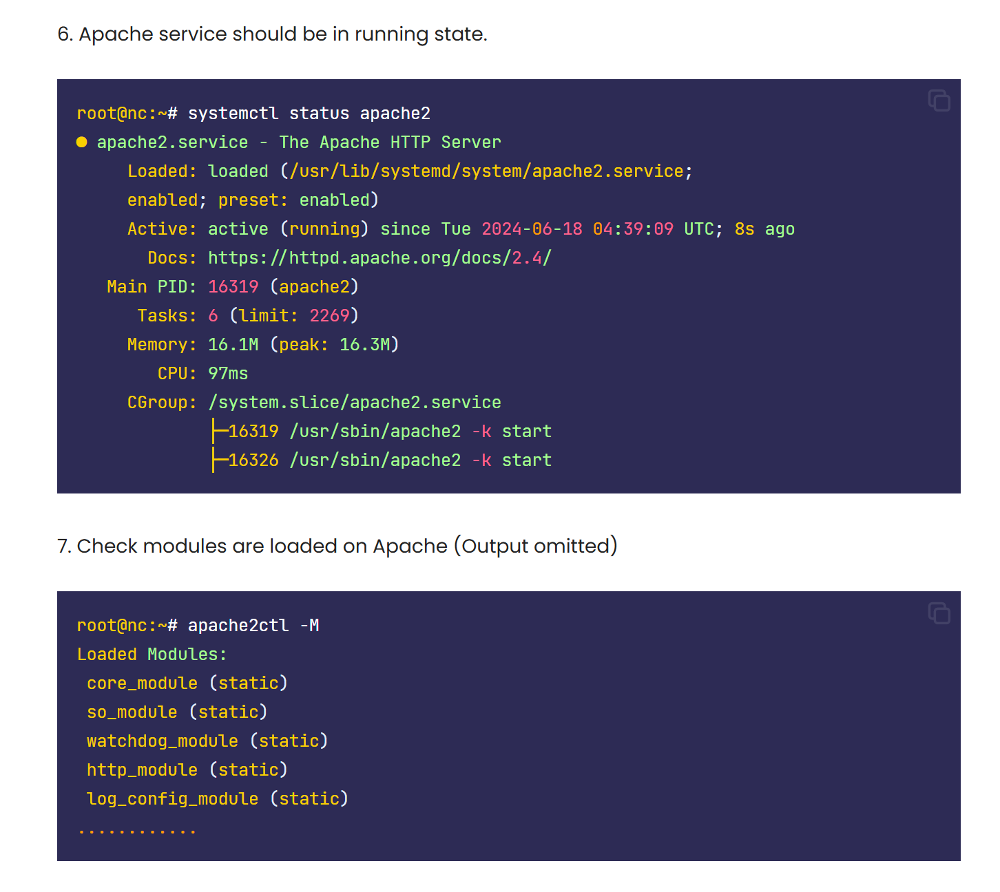 6. Apache service should be in running state.
root@nc:~# systemctl status apache2
● apache2.service - The Apache HTTP Server
     Loaded: loaded (/usr/lib/systemd/system/apache2.service;
     enabled; preset: enabled)
     Active: active (running) since Tue 2024-06-18 04:39:09 UTC; 8s ago
       Docs: https://httpd.apache.org/docs/2.4/
   Main PID: 16319 (apache2)
      Tasks: 6 (limit: 2269)
     Memory: 16.1M (peak: 16.3M)
        CPU: 97ms
     CGroup: /system.slice/apache2.service
             ├─16319 /usr/sbin/apache2 -k start
             ├─16326 /usr/sbin/apache2 -k start
7. Check modules are loaded on Apache (Output omitted)
root@nc:~# apache2ctl -M
Loaded Modules:
 core_module (static)
 so_module (static)
 watchdog_module (static)
 http_module (static)
 log_config_module (static)
............